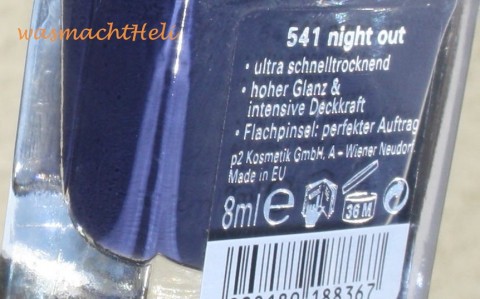 wasmachtHeli
541 night out
• ultra schnelltrocknend
• hoher Glanz &
intensive Deckkraft
• Flachpinsel: perfekter Auftrag
p2 Kosmetik GmbH, A – Wiener Neudorf
Made in EU
8ml e
36 M
188367